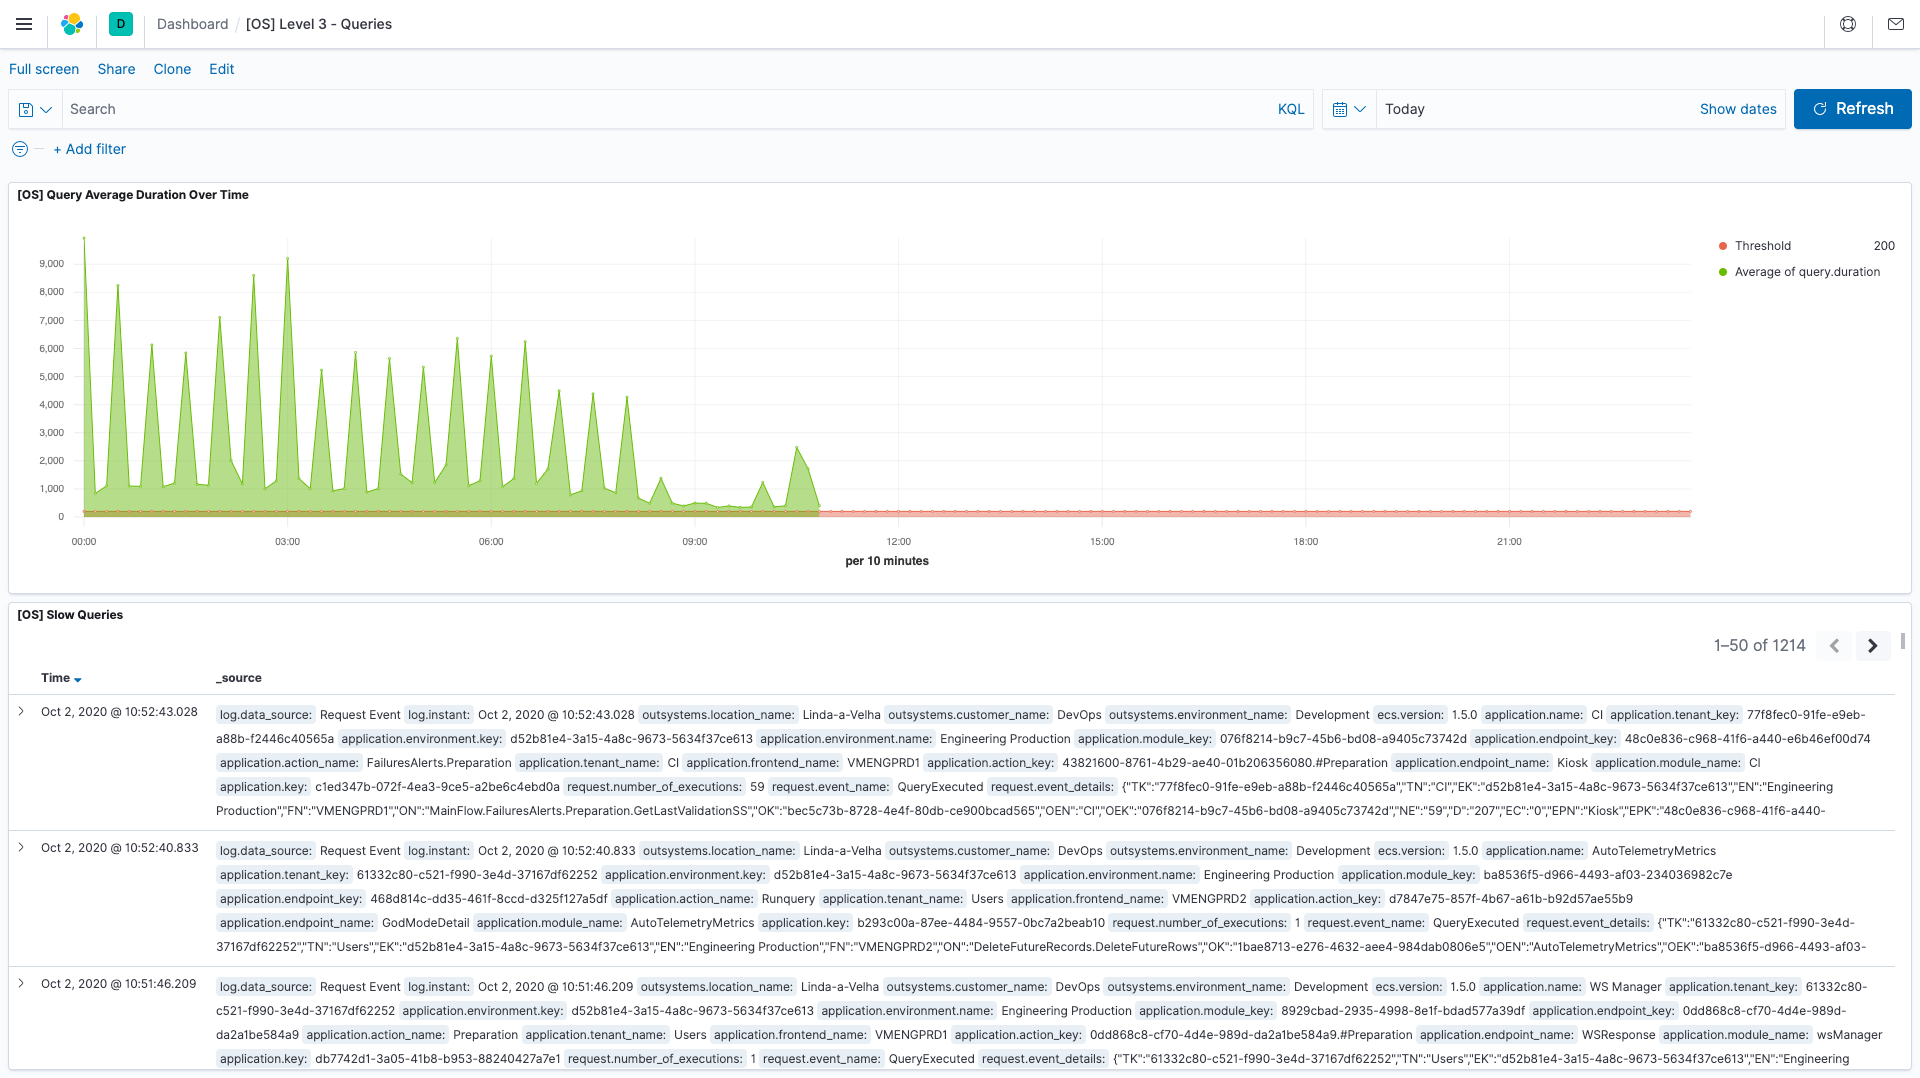 D Dashboard / [OS] Level 3 - Queries
Full screen Share Clone Edit
Search KQL Today Show dates Refresh
+ Add filter
[OS] Query Average Duration Over Time
9,000
8,000
7,000
6,000
5,000
4,000
3,000
2,000
1,000
0
00:00 03:00 06:00 09:00 12:00 15:00 18:00 21:00
per 10 minutes
Threshold 200
Average of query.duration
[OS] Slow Queries
1–50 of 1214
Time _source
Oct 2, 2020 @ 10:52:43.028 log.data_source: Request Event log.instant: Oct 2, 2020 @ 10:52:43.028 outsystems.location_name: Linda-a-Velha outsystems.customer_name: DevOps outsystems.environment_name: Development ecs.version: 1.5.0 application.name: CI application.tenant_key: 77f8fec0-91fe-e9eb-
a88b-f2446c40565a application.environment.key: d52b81e4-3a15-4a8c-9673-5634f37ce613 application.environment.name: Engineering Production application.module_key: 076f8214-b9c7-45b6-bd08-a9405c73742d application.endpoint_key: 48c0e836-c968-41f6-a440-e6b46ef00d74
application.action_name: FailuresAlerts.Preparation application.tenant_name: CI application.frontend_name: VMENGPRD1 application.action_key: 43821600-8761-4b29-ae40-01b206356080.#Preparation application.endpoint_name: Kiosk application.module_name: CI
application.key: c1ed347b-072f-4ea3-9ce5-a2be6c4ebd0a request.number_of_executions: 59 request.event_name: QueryExecuted request.event_details: {"TK":"77f8fec0-91fe-e9eb-a88b-f2446c40565a","TN":"CI","EK":"d52b81e4-3a15-4a8c-9673-5634f37ce613","EN":"Engineering
Production","FN":"VMENGPRD1","ON":"MainFlow.FailuresAlerts.Preparation.GetLastValidationSS","OK":"bec5c73b-8728-4e4f-80db-ce900bcad565","OEN":"CI","OEK":"076f8214-b9c7-45b6-bd08-a9405c73742d","NE":"59","D":"207","EC":"0","EPN":"Kiosk","EPK":"48c0e836-c968-41f6-a440-
Oct 2, 2020 @ 10:52:40.833 log.data_source: Request Event log.instant: Oct 2, 2020 @ 10:52:40.833 outsystems.location_name: Linda-a-Velha outsystems.customer_name: DevOps outsystems.environment_name: Development ecs.version: 1.5.0 application.name: AutoTelemetryMetrics
application.tenant_key: 61332c80-c521-f990-3e4d-37167df62252 application.environment.key: d52b81e4-3a15-4a8c-9673-5634f37ce613 application.environment.name: Engineering Production application.module_key: ba8536f5-d966-4493-af03-234036982c7e
application.endpoint_key: 468d814c-dd35-461f-8ccd-d325f127a5df application.action_name: Runquery application.tenant_name: Users application.frontend_name: VMENGPRD2 application.action_key: d7847e75-857f-4b67-a61b-b92d57ae55b9
application.endpoint_name: GodModeDetail application.module_name: AutoTelemetryMetrics application.key: b293c00a-87ee-4484-9557-0bc7a2beab10 request.number_of_executions: 1 request.event_name: QueryExecuted request.event_details: {"TK":"61332c80-c521-f990-3e4d-
37167df62252","TN":"Users","EK":"d52b81e4-3a15-4a8c-9673-5634f37ce613","EN":"Engineering Production","FN":"VMENGPRD2","ON":"DeleteFutureRecords.DeleteFutureRows","OK":"1bae8713-e276-4632-aee4-984dab0806e5","OEN":"AutoTelemetryMetrics","OEK":"ba8536f5-d966-4493-af03-
Oct 2, 2020 @ 10:51:46.209 log.data_source: Request Event log.instant: Oct 2, 2020 @ 10:51:46.209 outsystems.location_name: Linda-a-Velha outsystems.customer_name: DevOps outsystems.environment_name: Development ecs.version: 1.5.0 application.name: WS Manager application.tenant_key: 61332c80-
c521-f990-3e4d-37167df62252 application.environment.key: d52b81e4-3a15-4a8c-9673-5634f37ce613 application.environment.name: Engineering Production application.module_key: 8929cbad-2935-4998-8e1f-bdad577a39df application.endpoint_key: 0dd868c8-cf70-4d4e-989d-
da2a1be584a9 application.action_name: Preparation application.tenant_name: Users application.frontend_name: VMENGPRD1 application.action_key: 0dd868c8-cf70-4d4e-989d-da2a1be584a9.#Preparation application.endpoint_name: WSResponse application.module_name: wsManager
application.key: db7742d1-3a05-41b8-b953-88240427a7e1 request.number_of_executions: 1 request.event_name: QueryExecuted request.event_details: {"TK":"61332c80-c521-f990-3e4d-37167df62252","TN":"Users","EK":"d52b81e4-3a15-4a8c-9673-5634f37ce613","EN":"Engineering